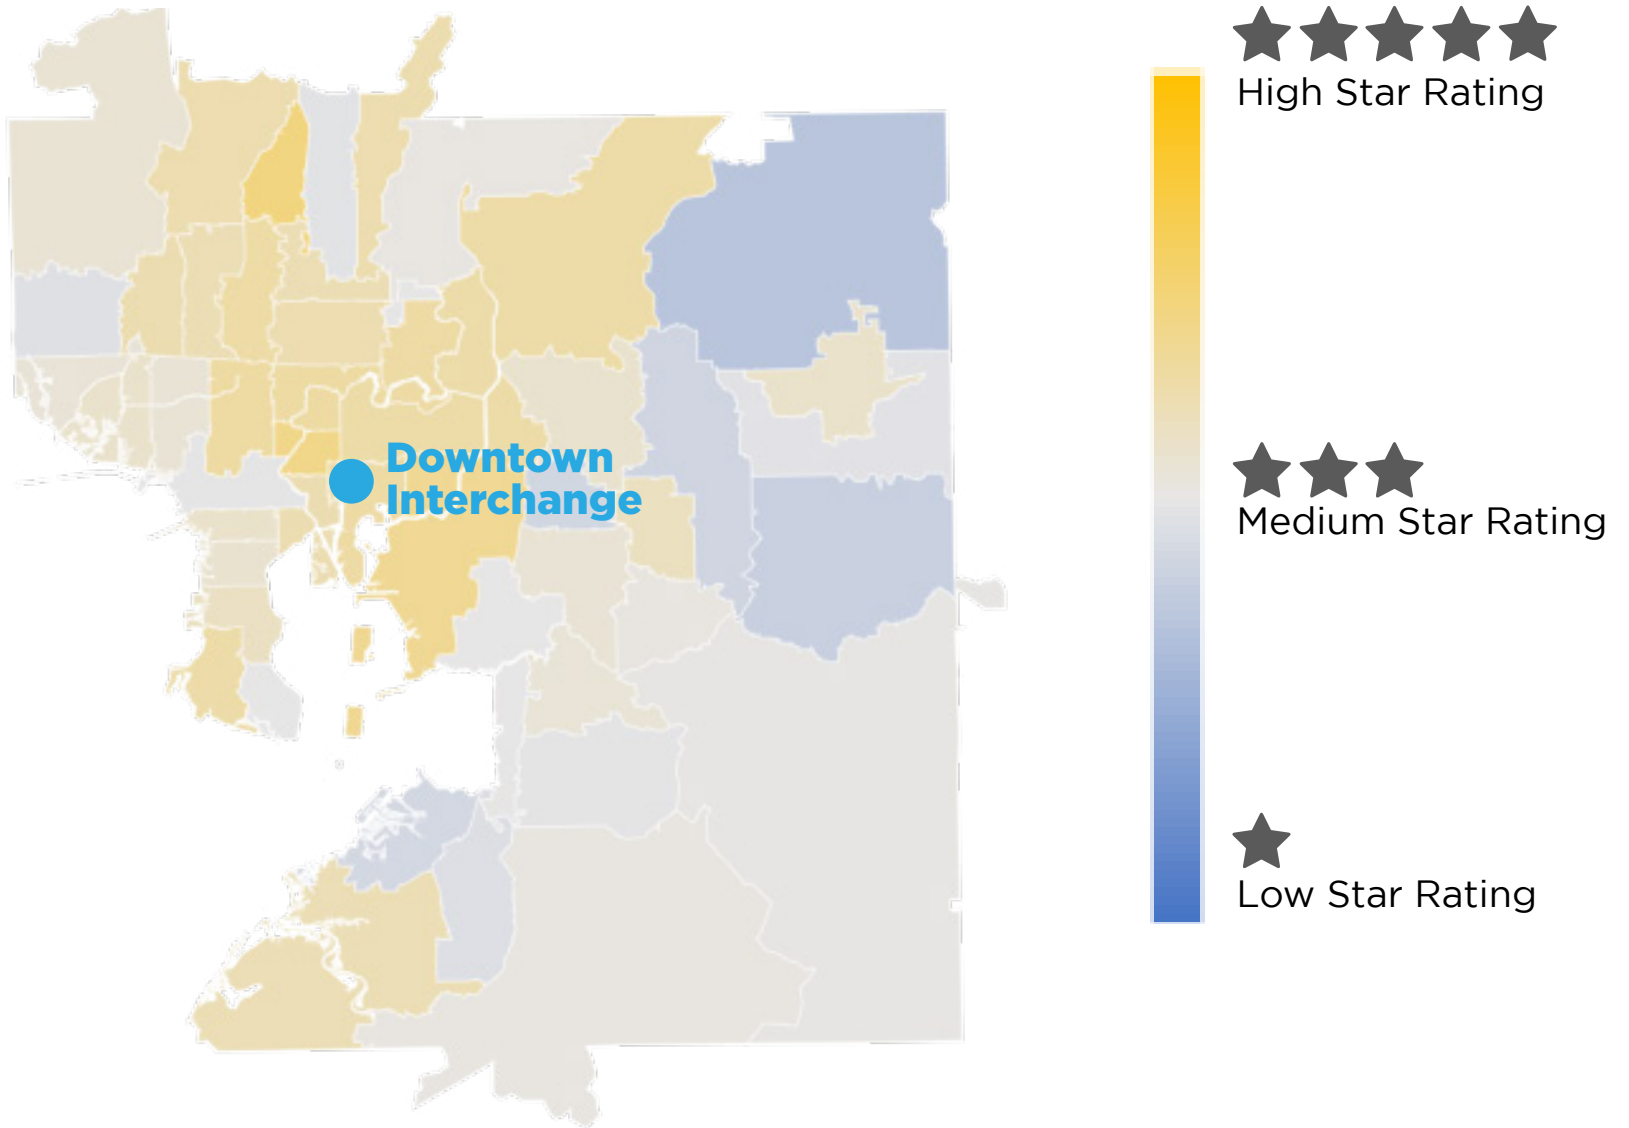 High Star Rating
Downtown
Interchange
Medium Star Rating
Low Star Rating